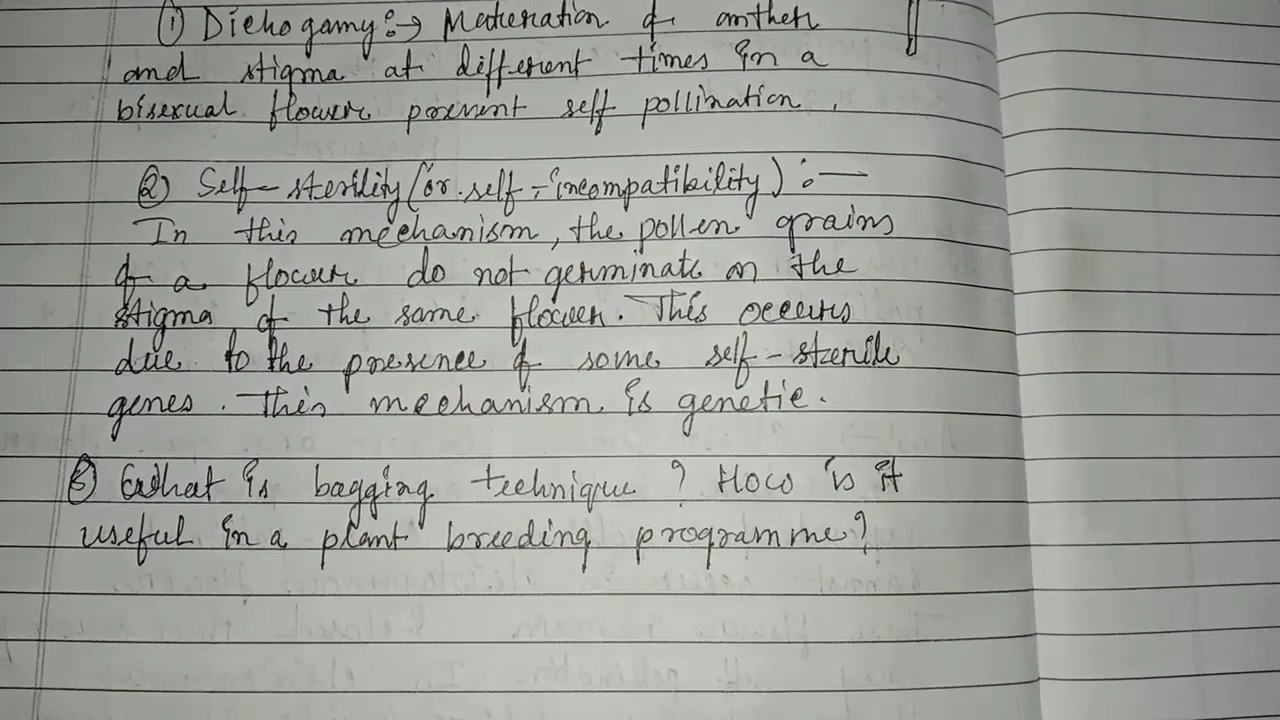 ① Dichogamy :→ Maturation of anther
and stigma at different times in a
bisexual flower prevent self pollination.
② Self-sterility (or self-incompatibility) :—
In this mechanism, the pollen grains
of a flower do not germinate on the
stigma of the same flower. This occurs
due to the presence of some self-sterile
genes. This mechanism is genetic.
What is bagging technique? How is it
useful in a plant breeding programme?